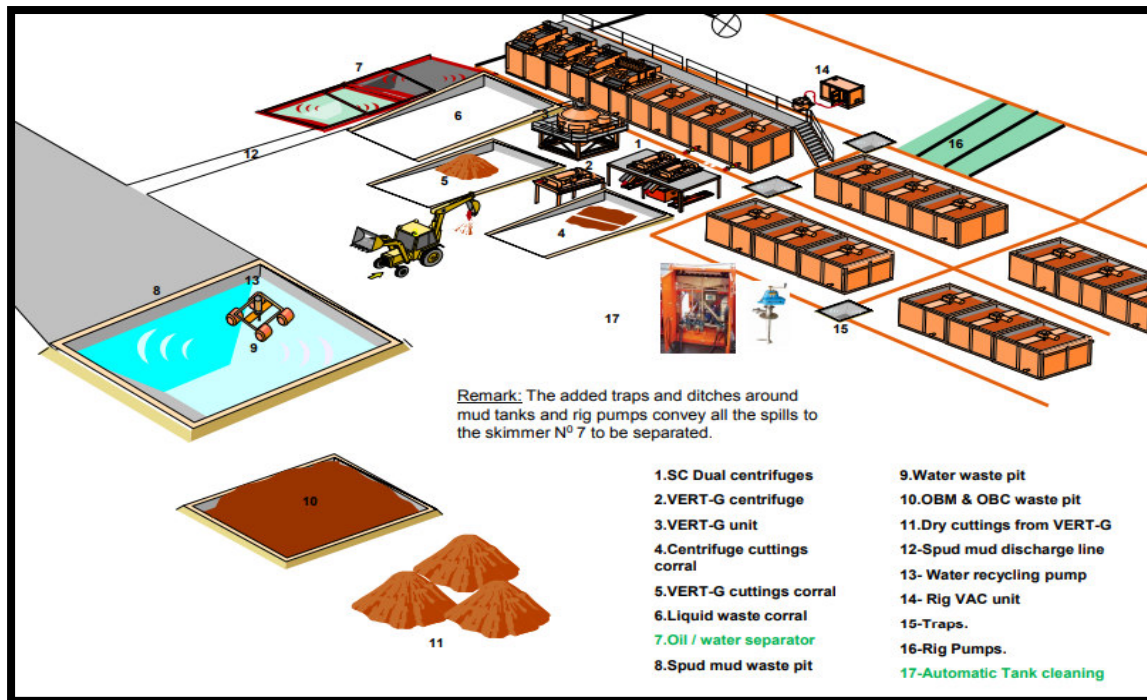 7
14
6
12
1
16
2
5
4
13
8
17
15
9
Remark: The added traps and ditches around
mud tanks and rig pumps convey all the spills to
the skimmer N⁰ 7 to be separated.
10
11
1.SC Dual centrifuges
2.VERT-G centrifuge
3.VERT-G unit
4.Centrifuge cuttings
corral
5.VERT-G cuttings corral
6.Liquid waste corral
7.Oil / water separator
8.Spud mud waste pit
9.Water waste pit
10.OBM & OBC waste pit
11.Dry cuttings from VERT-G
12-Spud mud discharge line
13- Water recycling pump
14- Rig VAC unit
15-Traps.
16-Rig Pumps.
17-Automatic Tank cleaning